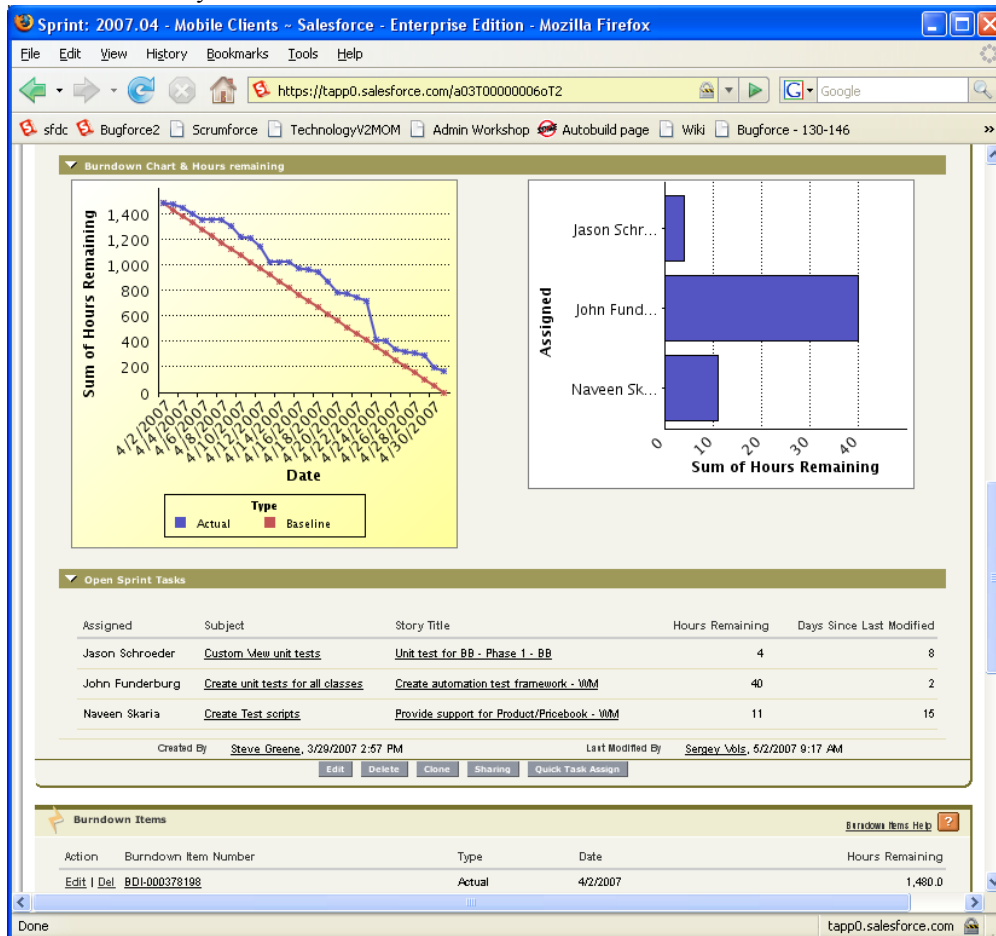 Sprint: 2007.04 - Mobile Clients ~ Salesforce - Enterprise Edition - Mozilla Firefox
File Edit View History Bookmarks Tools Help
https://tapp0.salesforce.com/a03T00000006oT2
Google
sfdc Bugforce2 Scrumforce TechnologyV2MOM Admin Workshop Autobuild page Wiki Bugforce - 130-146 »
Burndown Chart & Hours remaining
Sum of Hours Remaining
1,400
1,200
1,000
800
600
400
200
0
4/2/2007
4/4/2007
4/6/2007
4/8/2007
4/10/2007
4/12/2007
4/14/2007
4/16/2007
4/18/2007
4/20/2007
4/22/2007
4/24/2007
4/26/2007
4/28/2007
4/30/2007
Date
Type
Actual Baseline
Assigned
Jason Schr...
John Fund...
Naveen Sk...
0 10 20 30 40
Sum of Hours Remaining
Open Sprint Tasks
Assigned Subject Story Title Hours Remaining Days Since Last Modified
Jason Schroeder Custom View unit tests Unit test for BB - Phase 1 - BB 4 8
John Funderburg Create unit tests for all classes Create automation test framework - WM 40 2
Naveen Skaria Create Test scripts Provide support for Product/Pricebook - WM 11 15
Created By Steve Greene, 3/29/2007 2:57 PM Last Modified By Sergey Vols, 5/2/2007 9:17 AM
Edit Delete Clone Sharing Quick Task Assign
Burndown Items
Burndown Items Help ?
Action Burndown Item Number Type Date Hours Remaining
Edit | Del BDI-000378198 Actual 4/2/2007 1,480.0
Done tapp0.salesforce.com